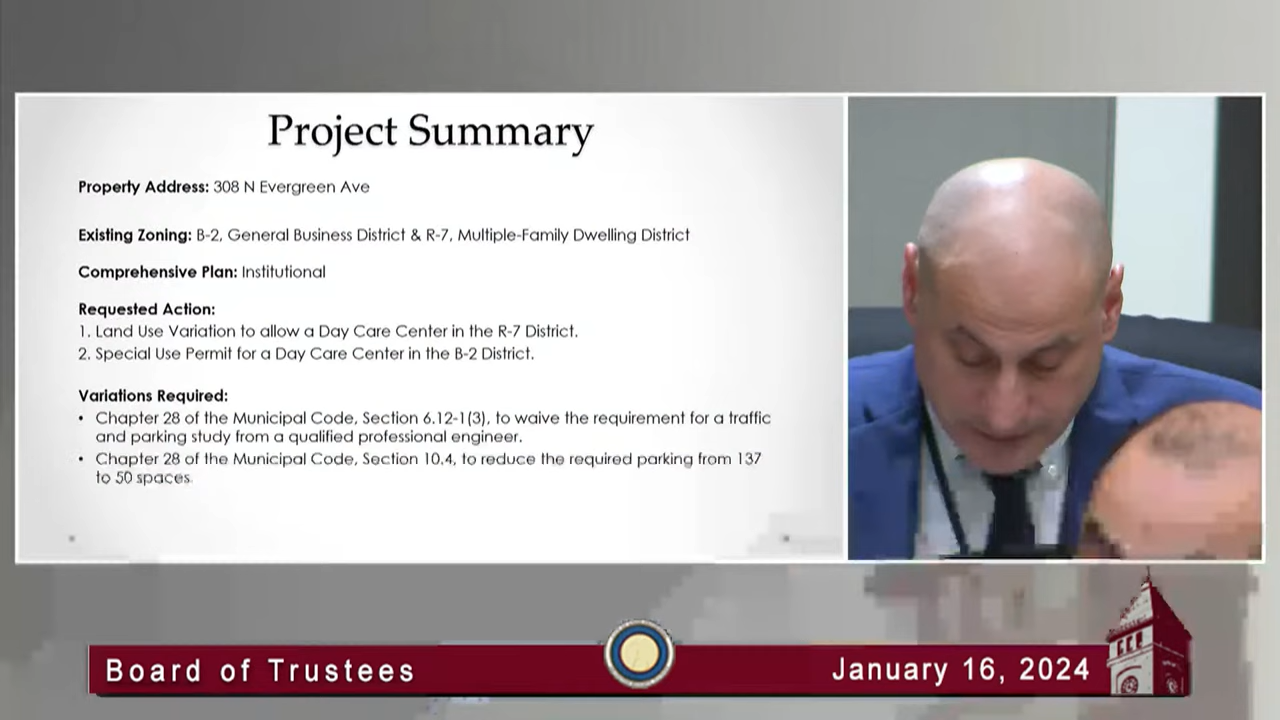 Project Summary
Property Address: 308 N Evergreen Ave
Existing Zoning: B-2, General Business District & R-7, Multiple-Family Dwelling District
Comprehensive Plan: Institutional
Requested Action:
1. Land Use Variation to allow a Day Care Center in the R-7 District.
2. Special Use Permit for a Day Care Center in the B-2 District.
Variations Required:
• Chapter 28 of the Municipal Code, Section 6.12-1(3), to waive the requirement for a traffic
and parking study from a qualified professional engineer.
• Chapter 28 of the Municipal Code, Section 10.4, to reduce the required parking from 137
to 50 spaces.
Board of Trustees
January 16, 2024